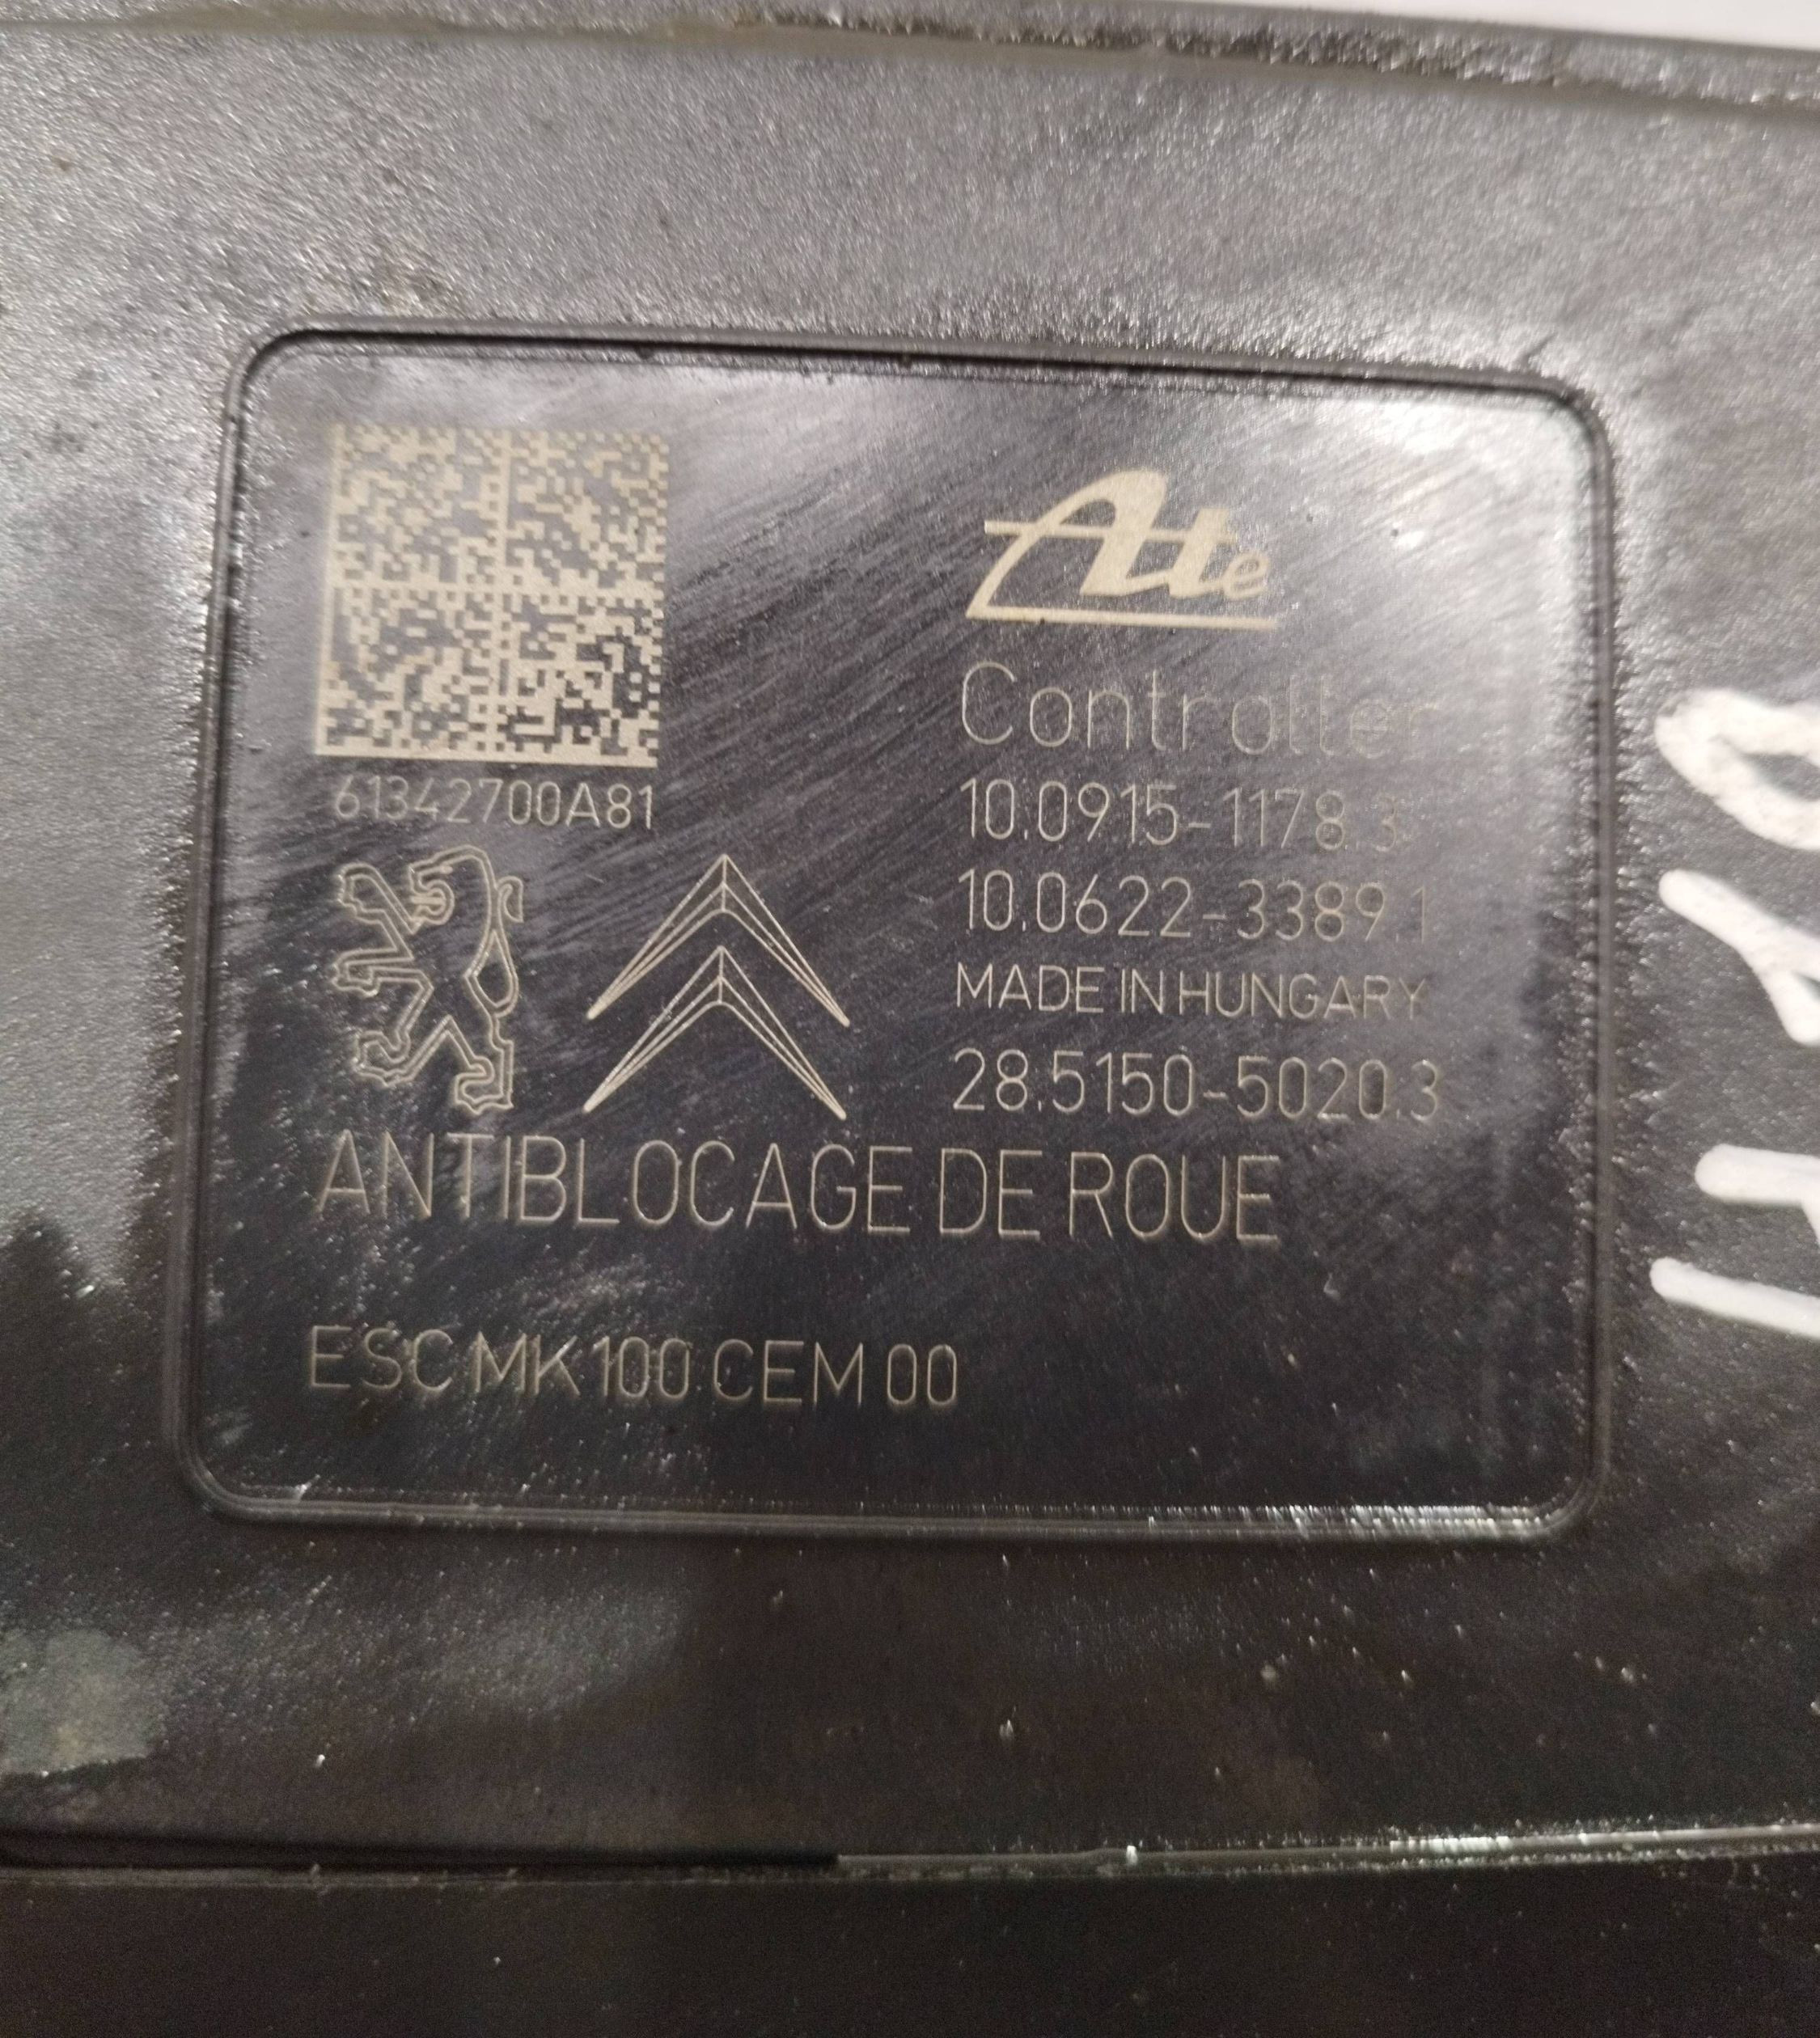 Ate
Controller
10.0915-1178.3
10.0622-3389.1
MADE IN HUNGARY
28.5150-5020.3
61342700A81
ANTIBLOCAGE DE ROUE
ESC MK100 CEM 00